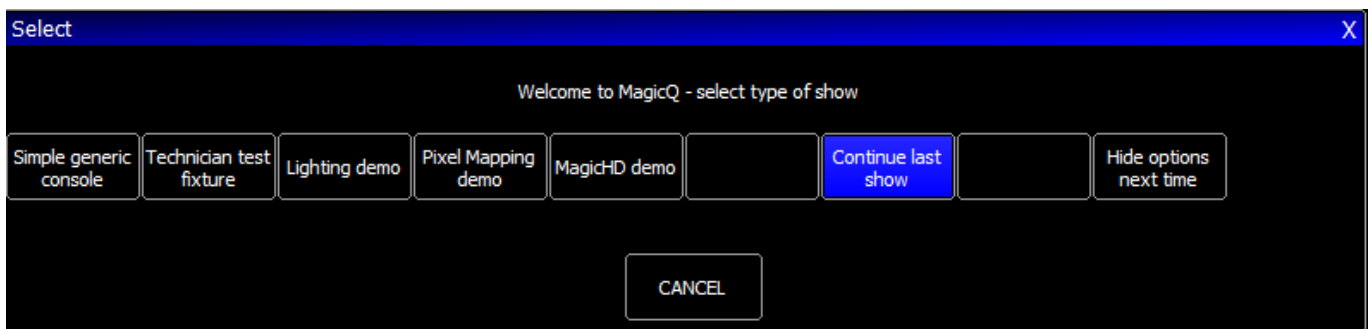 Select X
Welcome to MagicQ - select type of show
Simple generic
console
Technician test
fixture
Lighting demo
Pixel Mapping
demo
MagicHD demo
Continue last
show
Hide options
next time
CANCEL